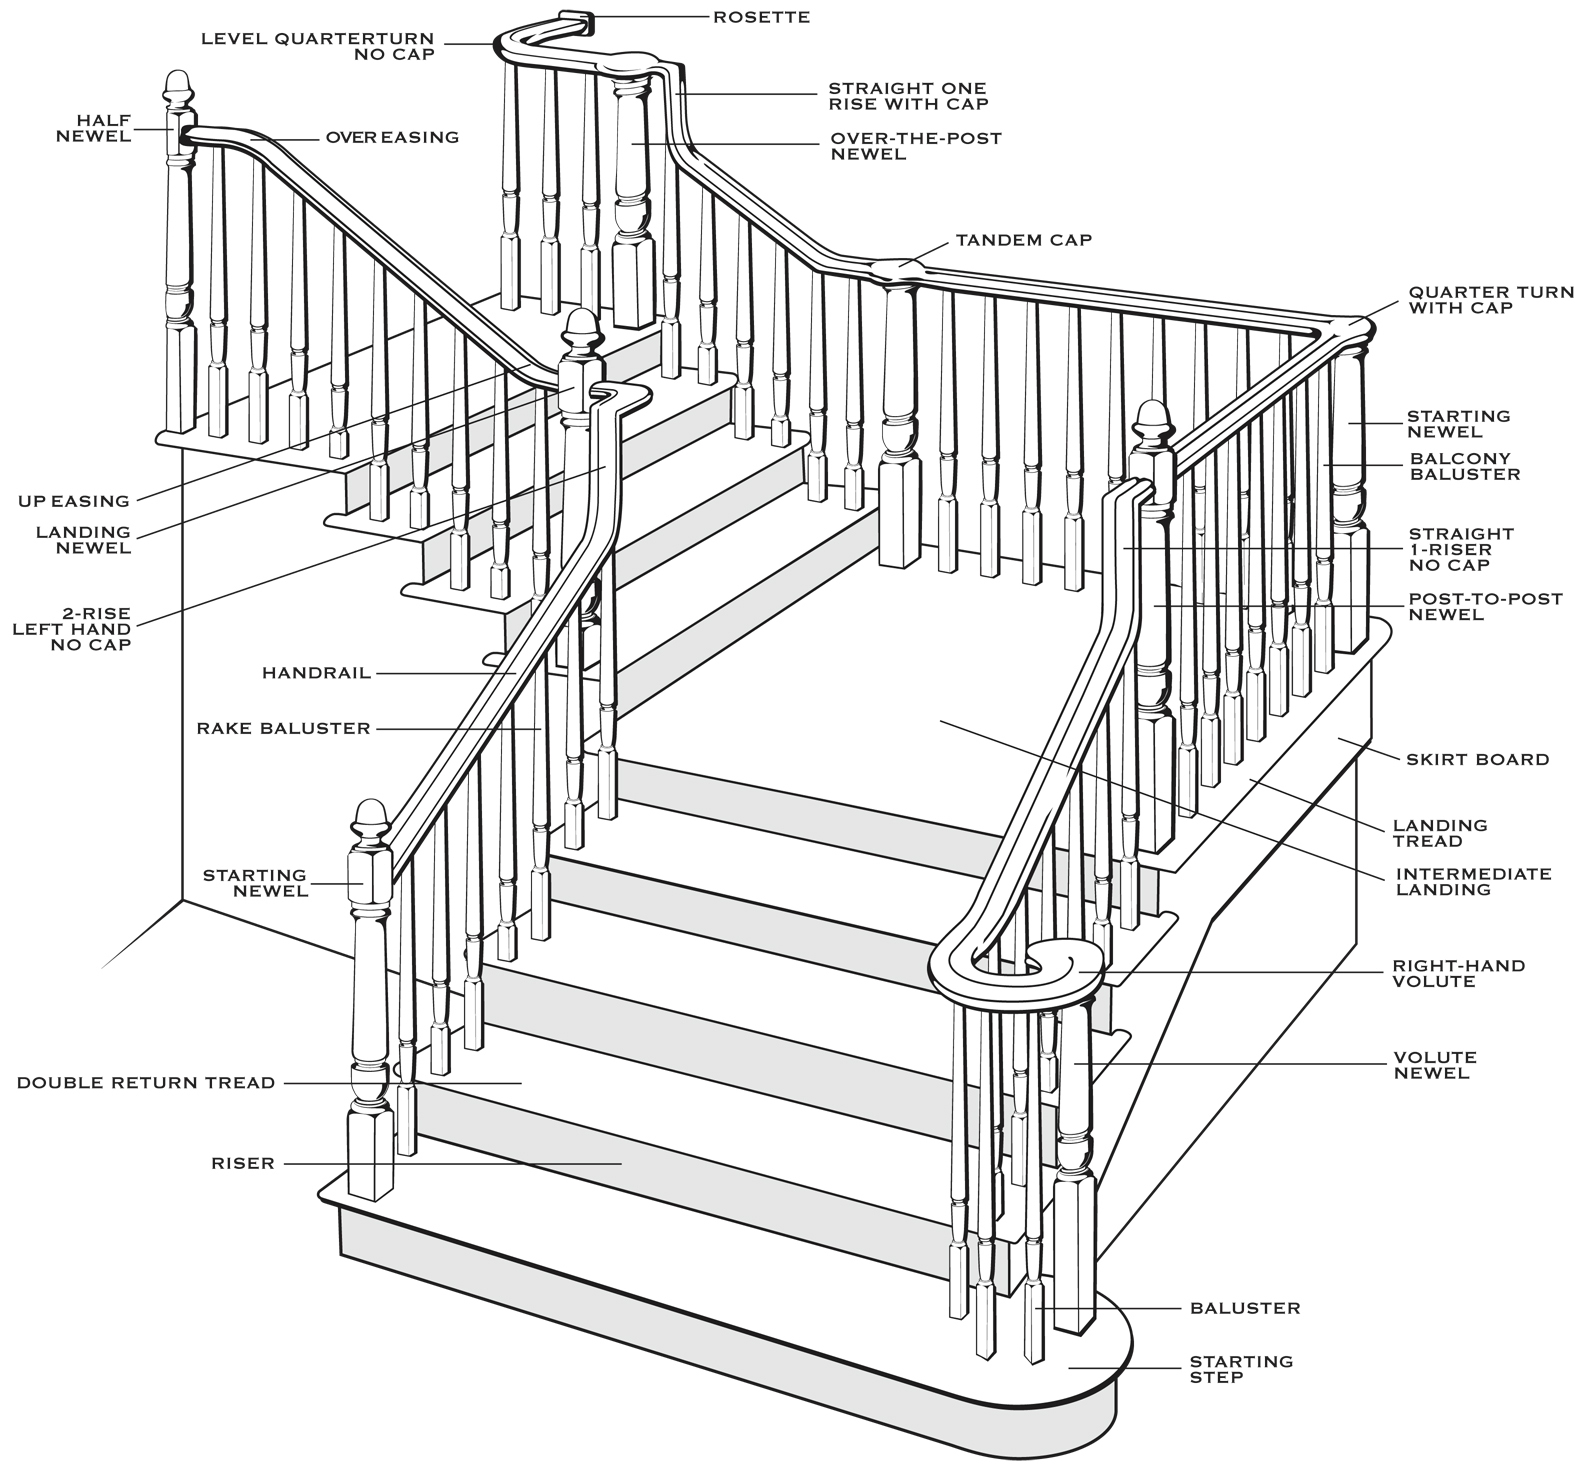 ROSETTE
LEVEL QUARTERTURN
NO CAP
STRAIGHT ONE
RISE WITH CAP
HALF
NEWEL
OVER EASING
OVER-THE-POST
NEWEL
TANDEM CAP
QUARTER TURN
WITH CAP
STARTING
NEWEL
BALCONY
BALUSTER
UP EASING
LANDING
NEWEL
STRAIGHT
1-RISER
NO CAP
POST-TO-POST
NEWEL
2-RISE
LEFT HAND
NO CAP
HANDRAIL
RAKE BALUSTER
SKIRT BOARD
LANDING
TREAD
STARTING
NEWEL
INTERMEDIATE
LANDING
RIGHT-HAND
VOLUTE
VOLUTE
NEWEL
DOUBLE RETURN TREAD
RISER
BALUSTER
STARTING
STEP